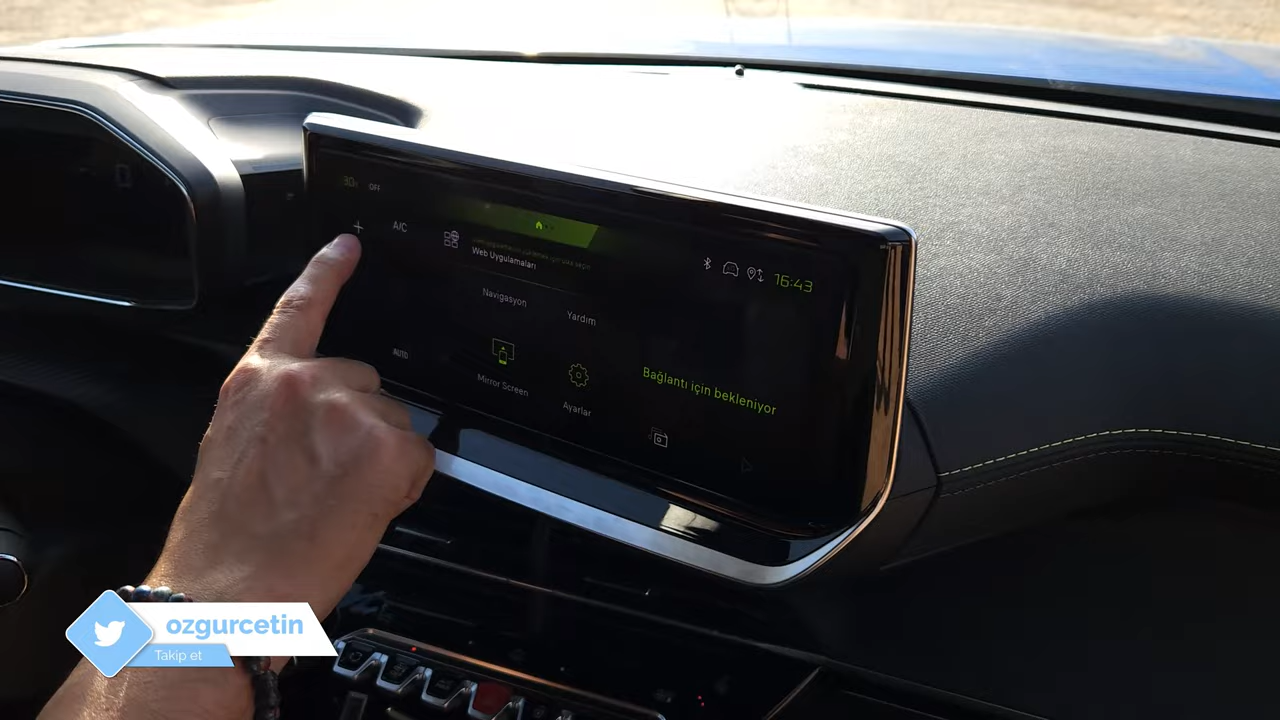 30°
OFF
+
A/C
Web Uygulamaları
16:43
Navigasyon
Yardım
AUTO
Mirror Screen
Ayarlar
Bağlantı için bekleniyor
ozgurcetin
Takip et